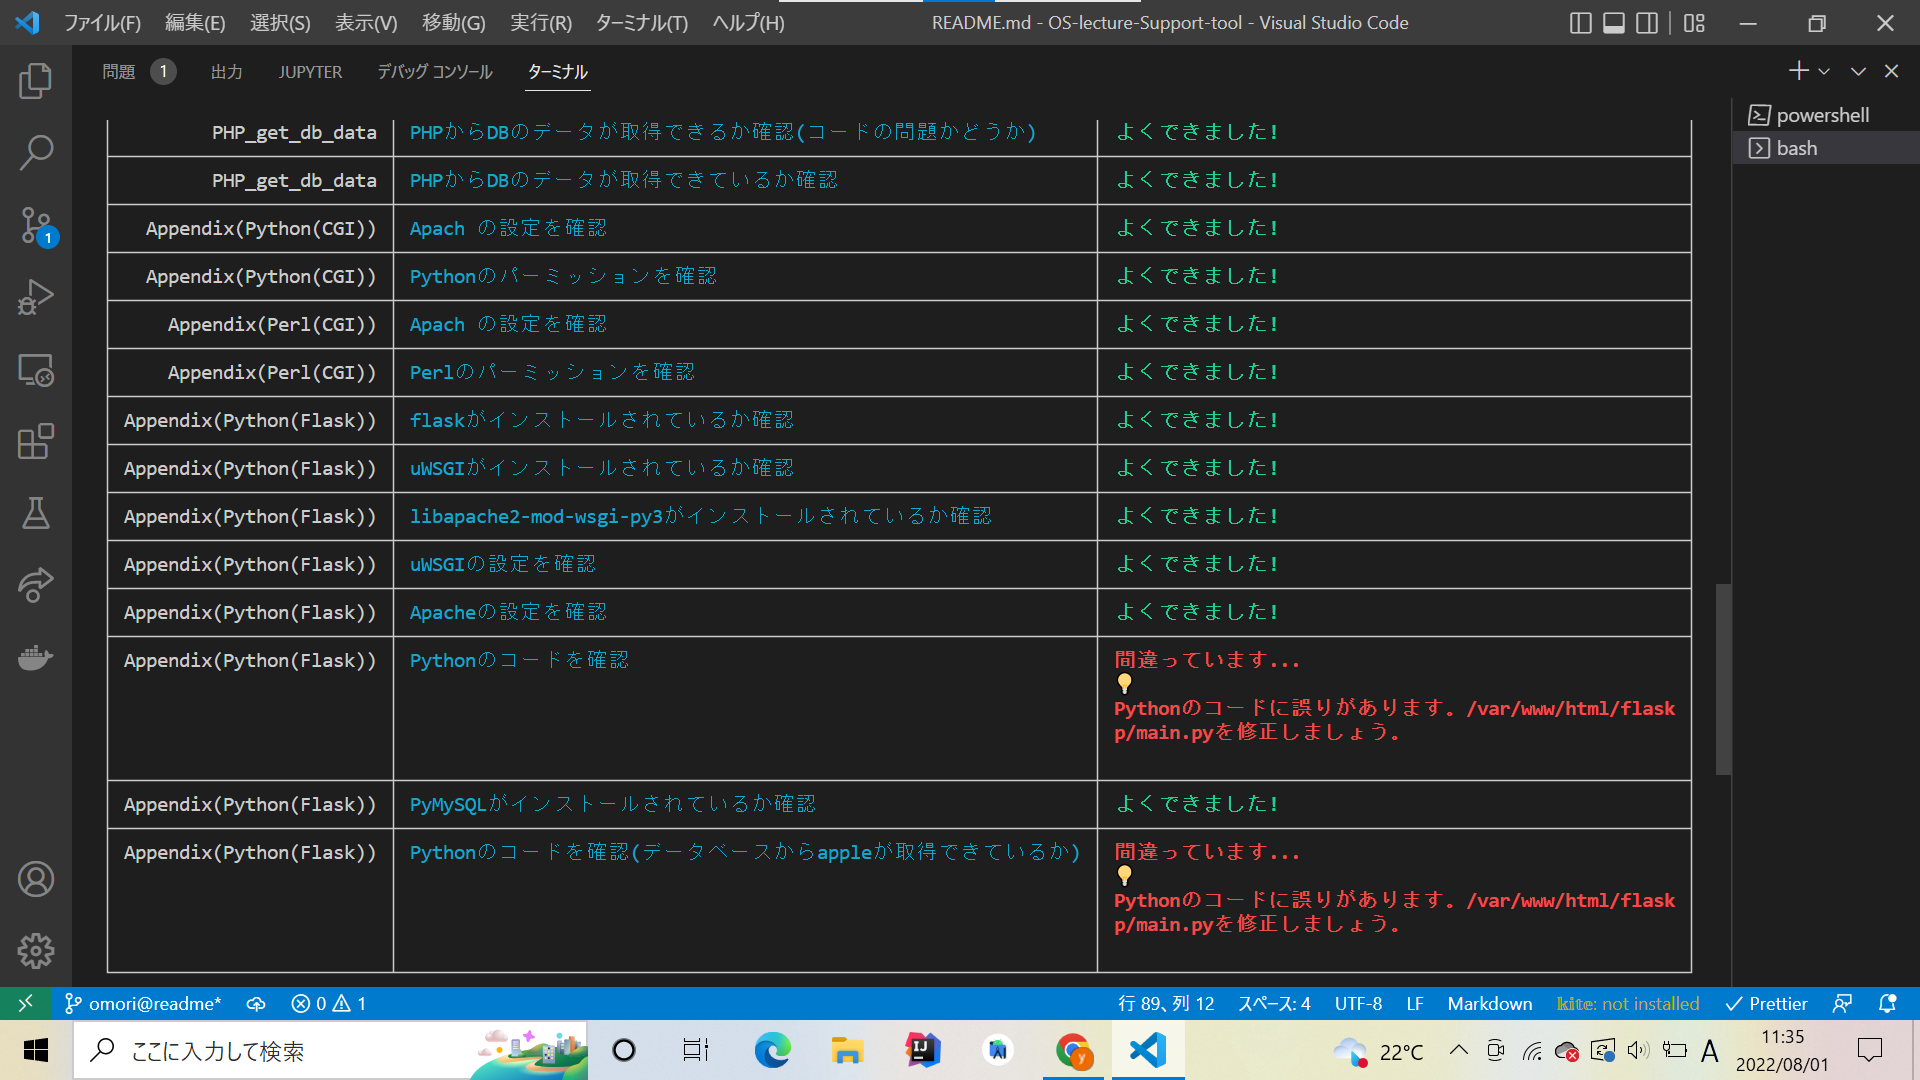 ファイル(F) 編集(E) 選択(S) 表示(V) 移動(G) 実行(R) ターミナル(T) ヘルプ(H) README.md - OS-lecture-Support-tool - Visual Studio Code
問題 1 出力 JUPYTER デバッグ コンソール ターミナル
powershell
bash
PHP_get_db_data PHPからDBのデータが取得できるか確認(コードの問題かどうか) よくできました!
PHP_get_db_data PHPからDBのデータが取得できているか確認 よくできました!
Appendix(Python(CGI)) Apach の設定を確認 よくできました!
Appendix(Python(CGI)) Pythonのパーミッションを確認 よくできました!
Appendix(Perl(CGI)) Apach の設定を確認 よくできました!
Appendix(Perl(CGI)) Perlのパーミッションを確認 よくできました!
Appendix(Python(Flask)) flaskがインストールされているか確認 よくできました!
Appendix(Python(Flask)) uWSGIがインストールされているか確認 よくできました!
Appendix(Python(Flask)) libapache2-mod-wsgi-py3がインストールされているか確認 よくできました!
Appendix(Python(Flask)) uWSGIの設定を確認 よくできました!
Appendix(Python(Flask)) Apacheの設定を確認 よくできました!
Appendix(Python(Flask)) Pythonのコードを確認 間違っています...
Pythonのコードに誤りがあります。/var/www/html/flask
p/main.pyを修正しましょう。
Appendix(Python(Flask)) PyMySQLがインストールされているか確認 よくできました!
Appendix(Python(Flask)) Pythonのコードを確認(データベースからappleが取得できているか) 間違っています...
Pythonのコードに誤りがあります。/var/www/html/flask
p/main.pyを修正しましょう。
1
omori@readme* 0 1 行 89、列 12 スペース: 4 UTF-8 LF Markdown kite: not installed Prettier
ここに入力して検索 22°C A 11:35
2022/08/01